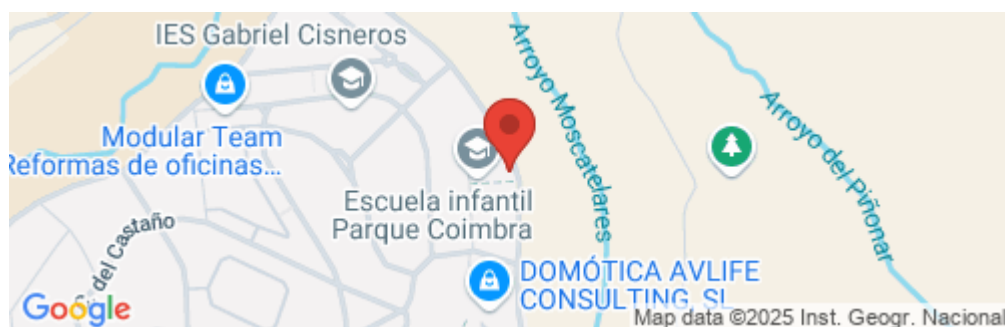 IES Gabriel Cisneros
Modular Team
Reformas de oficinas...
Arroyo Moscatelares
Arroyo del Piñonar
Escuela infantil
Parque Coimbra
del Castaño
DOMÓTICA AVLIFE
CONSULTING, SL
Google
Map data ©2025 Inst. Geogr. Nacional